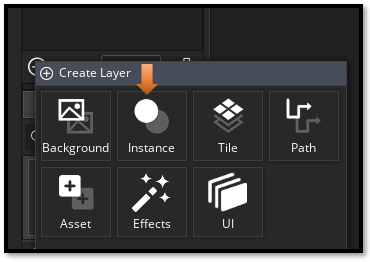 Create Layer
Background Instance Tile Path
Asset Effects UI